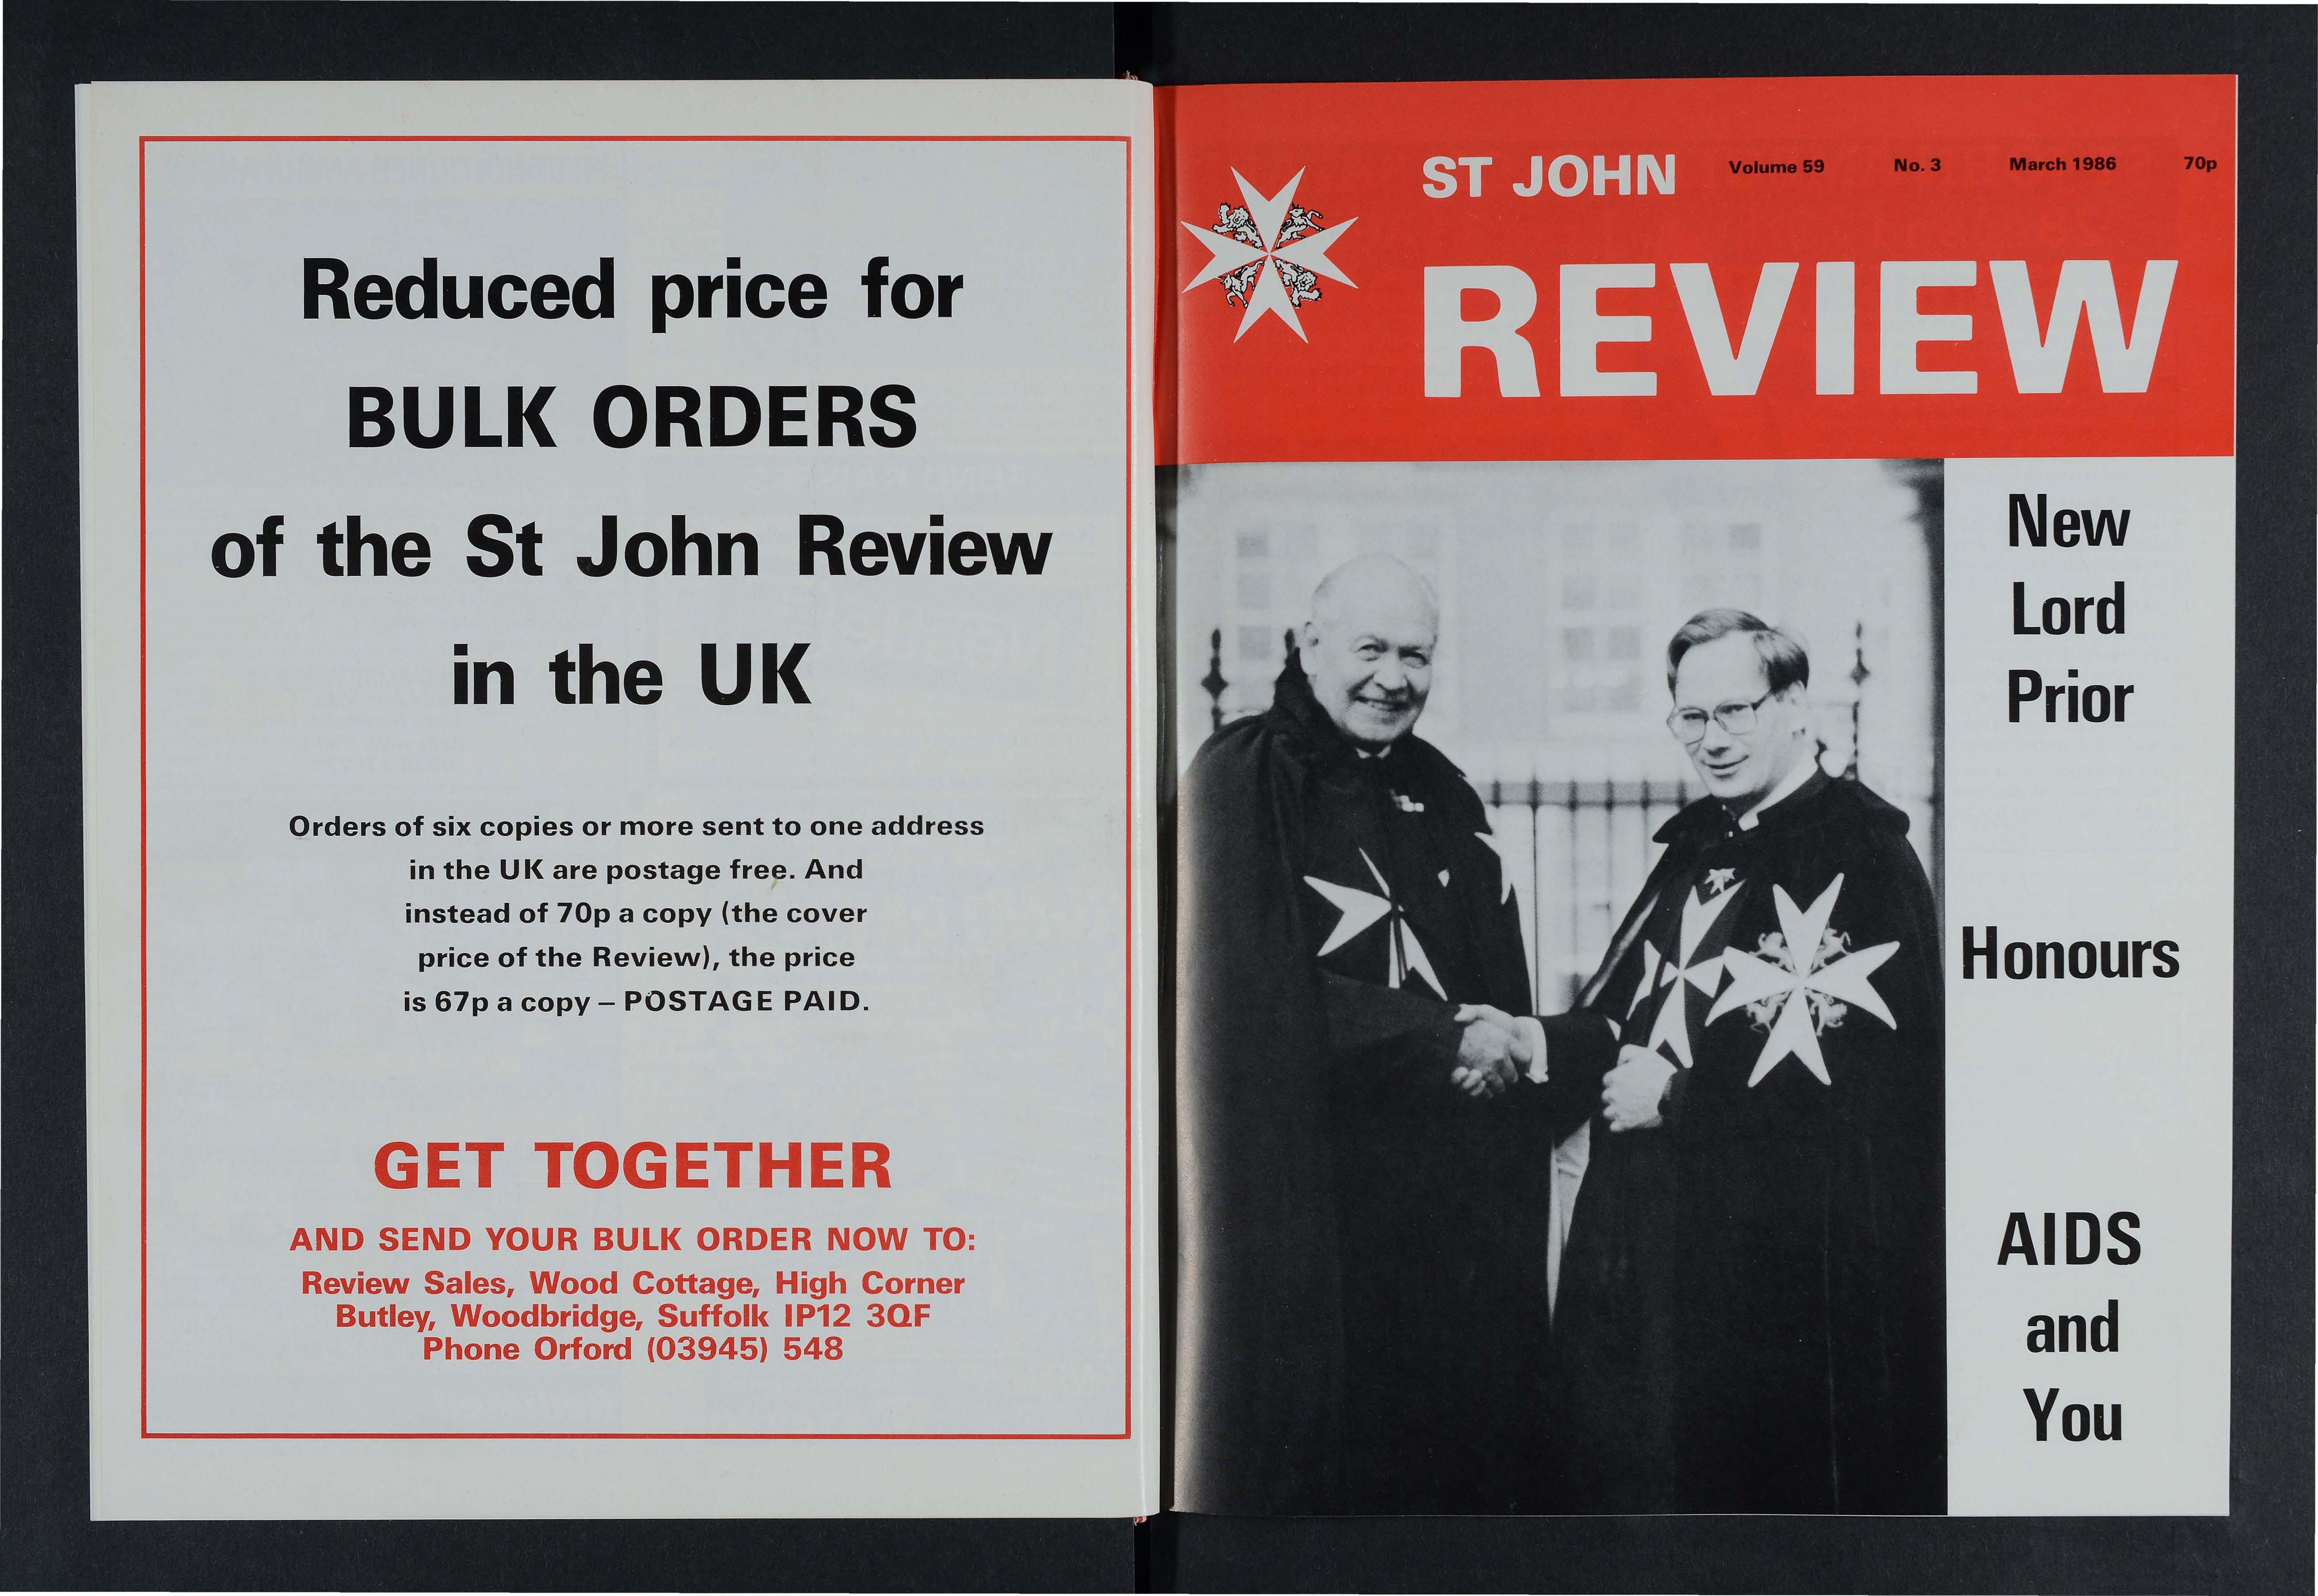 Reduced price for
BULK ORDERS
of the St John Review
in the UK
Orders of six copies or more sent to one address
in the UK are postage free. And
instead of 70p a copy (the cover
price of the Review), the price
is 67p a copy – POSTAGE PAID.
GET TOGETHER
AND SEND YOUR BULK ORDER NOW TO:
Review Sales, Wood Cottage, High Corner
Butley, Woodbridge, Suffolk IP12 3QF
Phone Orford (03945) 548
ST JOHN
Volume 59 No. 3 March 1986 70p
REVIEW
New
Lord
Prior
Honours
AIDS
and
You